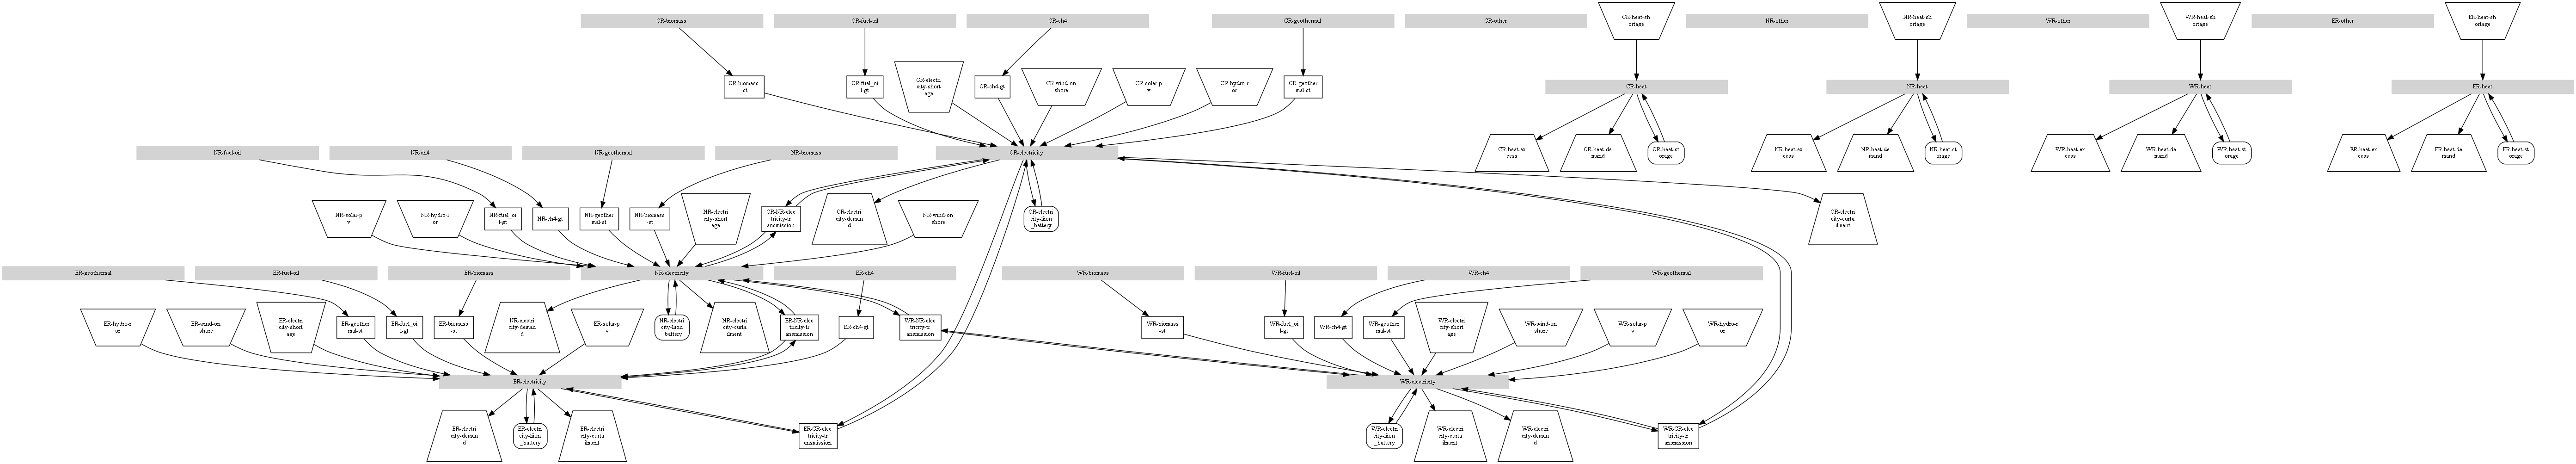 CR-biomass
CR-fuel-oil
CR-ch4
CR-geothermal
CR-other
CR-heat-sh
ortage
NR-other
NR-heat-sh
ortage
WR-other
WR-heat-sh
ortage
ER-other
ER-heat-sh
ortage
CR-biomass
-st
CR-fuel_oi
l-gt
CR-electri
city-short
age
CR-ch4-gt
CR-wind-on
shore
CR-solar-p
v
CR-hydro-r
or
CR-geother
mal-st
CR-heat
NR-heat
WR-heat
ER-heat
NR-fuel-oil
NR-ch4
NR-geothermal
NR-biomass
CR-electricity
CR-heat-ex
cess
CR-heat-de
mand
CR-heat-st
orage
NR-heat-ex
cess
NR-heat-de
mand
NR-heat-st
orage
WR-heat-ex
cess
WR-heat-de
mand
WR-heat-st
orage
ER-heat-ex
cess
ER-heat-de
mand
ER-heat-st
orage
NR-solar-p
v
NR-hydro-r
or
NR-fuel_oi
l-gt
NR-ch4-gt
NR-geother
mal-st
NR-biomass
-st
NR-electri
city-short
age
CR-NR-elec
tricity-tr
ansmission
CR-electri
city-deman
d
NR-wind-on
shore
CR-electri
city-liion
_battery
CR-electri
city-curta
ilment
ER-geothermal
ER-fuel-oil
ER-biomass
NR-electricity
ER-ch4
WR-biomass
WR-fuel-oil
WR-ch4
WR-geothermal
ER-hydro-r
or
ER-wind-on
shore
ER-electri
city-short
age
ER-geother
mal-st
ER-fuel_oi
l-gt
ER-biomass
-st
NR-electri
city-deman
d
ER-solar-p
v
NR-electri
city-liion
_battery
NR-electri
city-curta
ilment
ER-NR-elec
tricity-tr
ansmission
ER-ch4-gt
WR-NR-elec
tricity-tr
ansmission
WR-biomass
-st
WR-fuel_oi
l-gt
WR-ch4-gt
WR-geother
mal-st
WR-electri
city-short
age
WR-wind-on
shore
WR-solar-p
v
WR-hydro-r
or
ER-electricity
WR-electricity
ER-electri
city-deman
d
ER-electri
city-liion
_battery
ER-electri
city-curta
ilment
ER-CR-elec
tricity-tr
ansmission
WR-electri
city-liion
_battery
WR-electri
city-curta
ilment
WR-electri
city-deman
d
WR-CR-elec
tricity-tr
ansmission